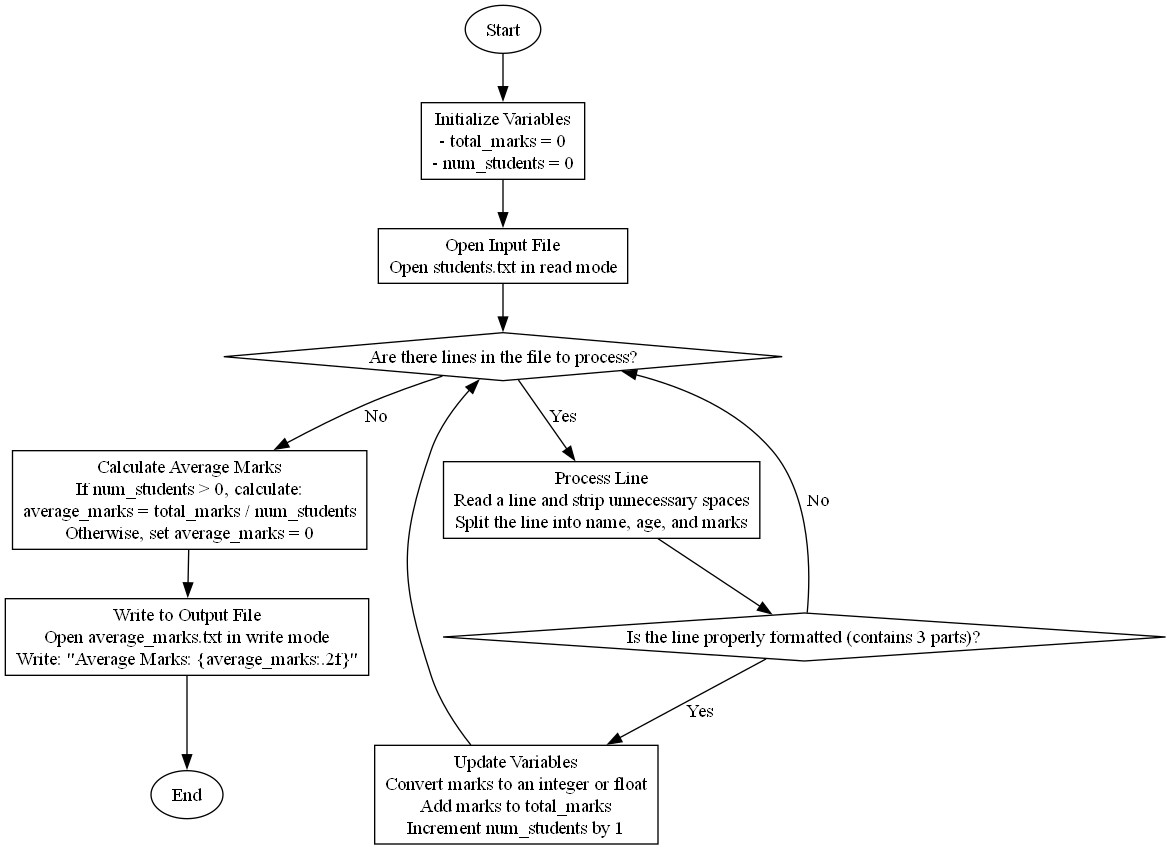 Start
Initialize Variables
- total_marks = 0
- num_students = 0
Open Input File
Open students.txt in read mode
Are there lines in the file to process?
No
Yes
Calculate Average Marks
If num_students > 0, calculate:
average_marks = total_marks / num_students
Otherwise, set average_marks = 0
Process Line
Read a line and strip unnecessary spaces
Split the line into name, age, and marks
No
Write to Output File
Open average_marks.txt in write mode
Write: "Average Marks: {average_marks:.2f}"
Is the line properly formatted (contains 3 parts)?
Yes
End
Update Variables
Convert marks to an integer or float
Add marks to total_marks
Increment num_students by 1